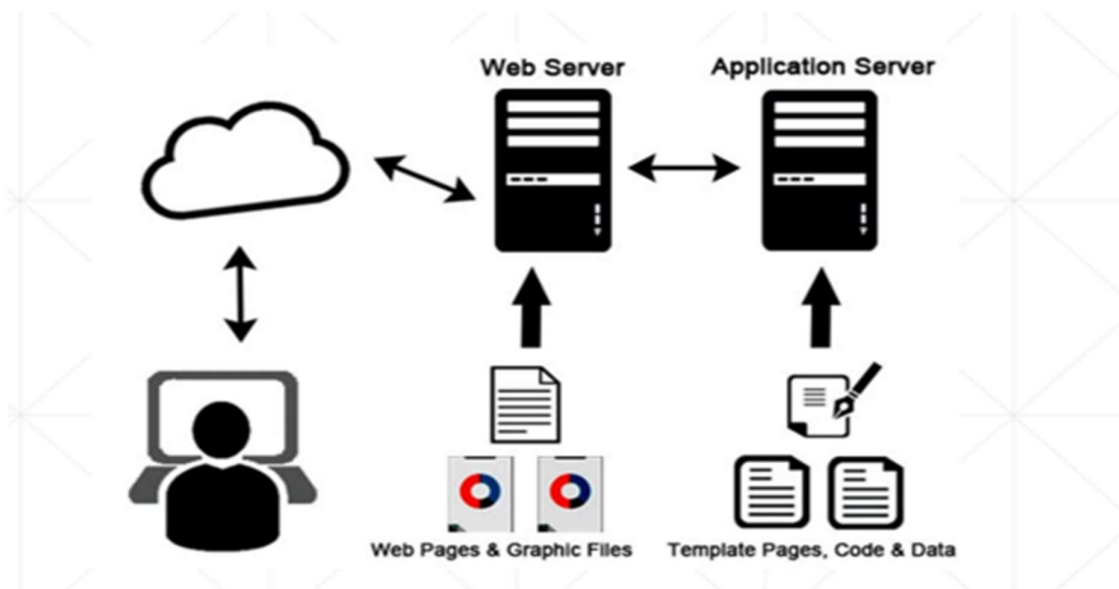 Web Server
Application Server
Web Pages & Graphic Files
Template Pages, Code & Data